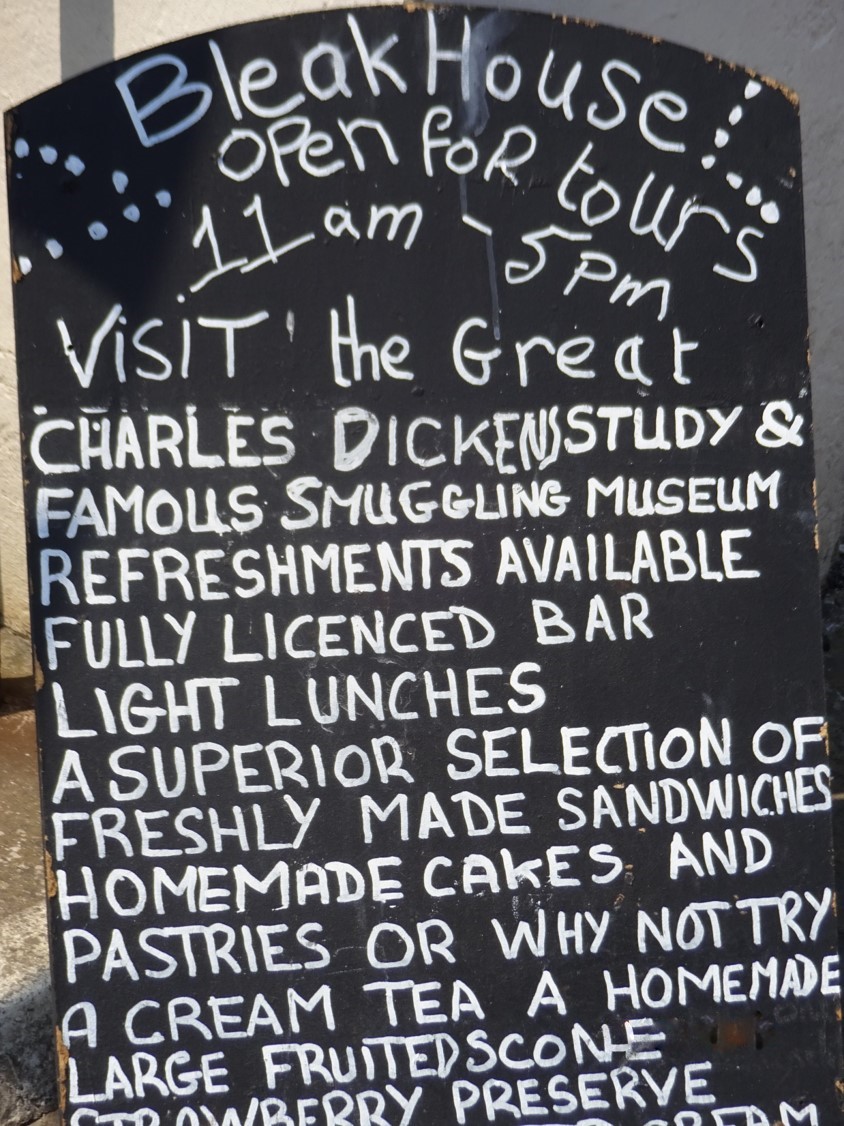 Bleak House!
OPen foR tours
11 am - 5 Pm
ViSiT the Great
CHARLES DICKENS STUDY &
FAMOUS SMUGGLING MUSEUM
REFRESHMENTS AVAILABLE
FULLY LICENCED BAR
LIGHT LUNCHES
A SUPERIOR SELECTION OF
FRESHLY MADE SANDWICHES
HOMEMADE CAKES AND
PASTRIES OR WHY NOT TRY
A CREAM TEA A HOMEMADE
LARGE FRUITED SCONE
STRAWBERRY PRESERVE
CREAM